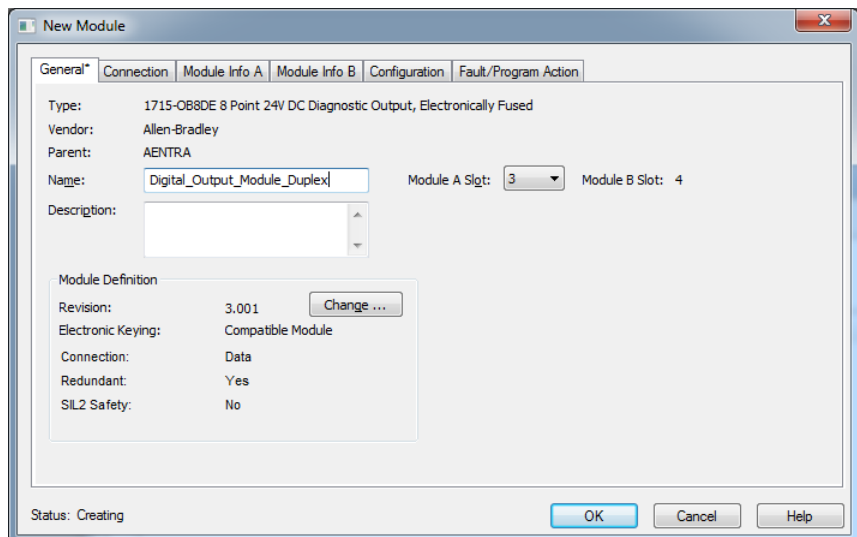 New Module
General* Connection Module Info A Module Info B Configuration Fault/Program Action
Type: 1715-OB8DE 8 Point 24V DC Diagnostic Output, Electronically Fused
Vendor: Allen-Bradley
Parent: AENTRA
Name: Digital_Output_Module_Duplex Module A Slot: 3 Module B Slot: 4
Description:
Module Definition
Revision: 3.001 Change ...
Electronic Keying: Compatible Module
Connection: Data
Redundant: Yes
SIL2 Safety: No
Status: Creating OK Cancel Help